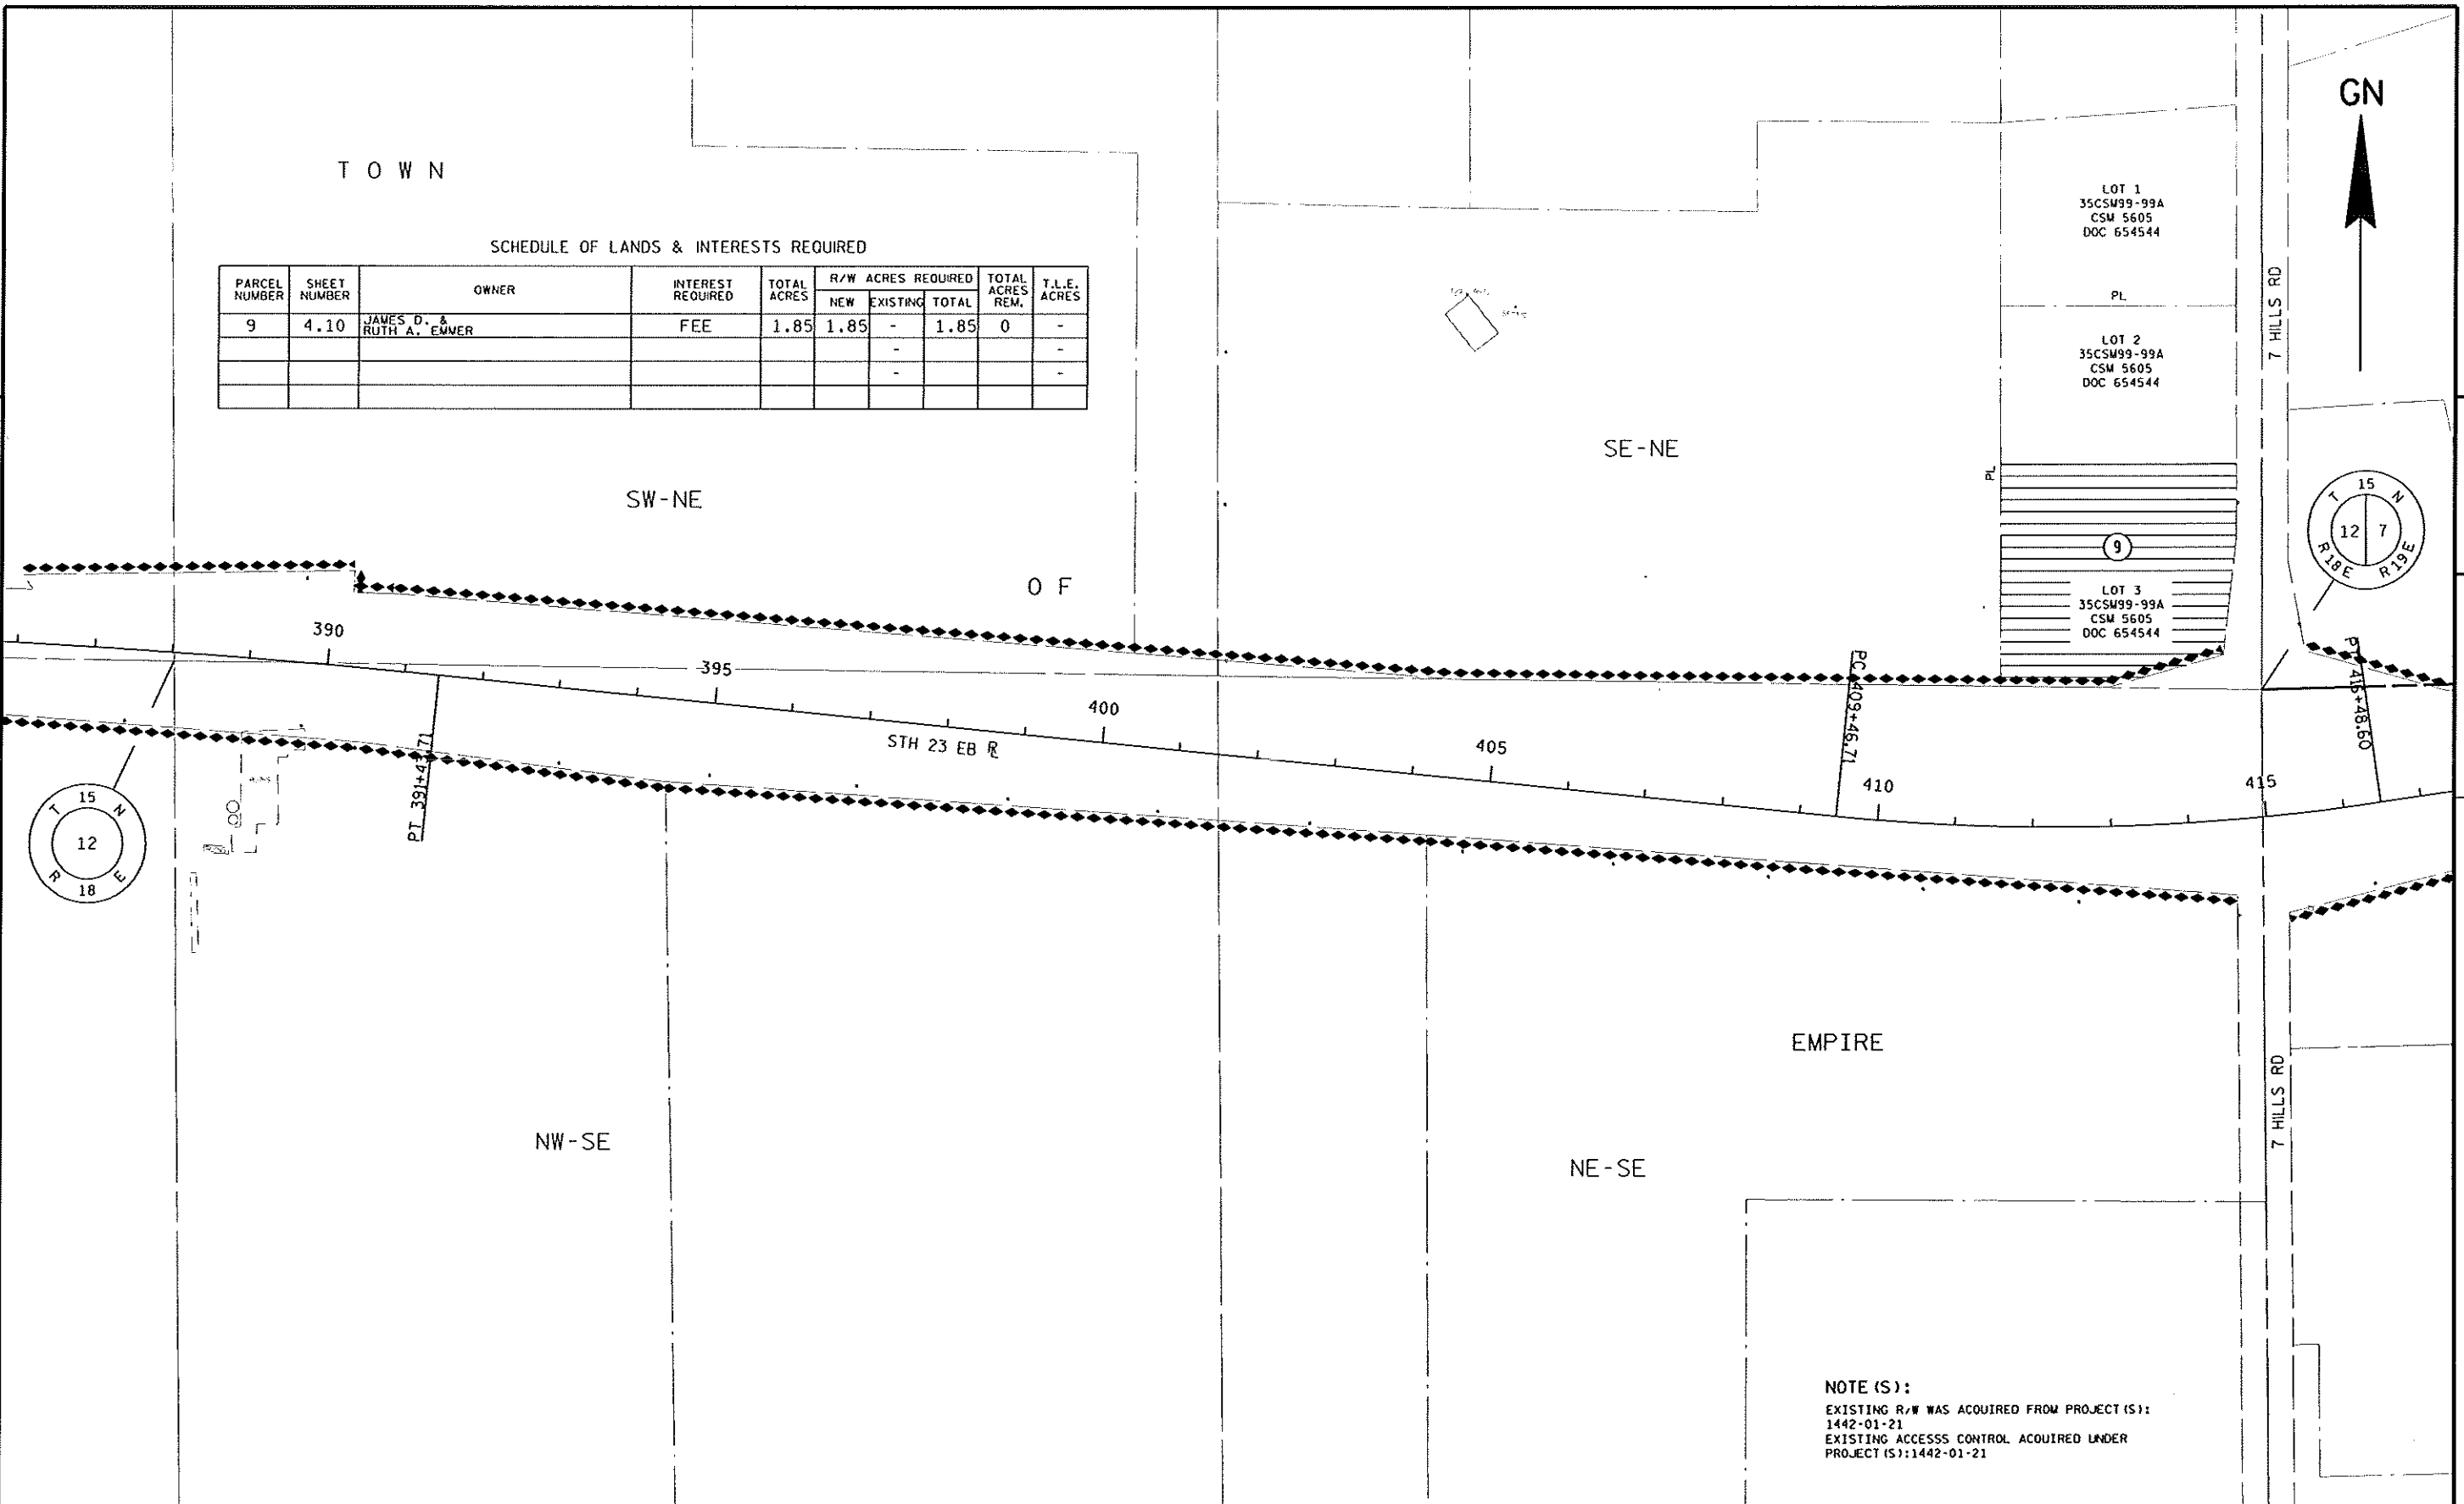 GN
TOWN
LOT 1
35CSM99-99A
CSM 5605
DOC 654544
SCHEDULE OF LANDS & INTERESTS REQUIRED
PARCEL NUMBER SHEET NUMBER OWNER INTEREST REQUIRED TOTAL ACRES R/W ACRES REQUIRED TOTAL ACRES REM. T.L.E. ACRES
NEW EXISTING TOTAL
9 4.10 JAMES D. & RUTH A. EMMER FEE 1.85 1.85 - 1.85 0 -
- -
- -
7 HILLS RD
PL
LOT 2
35CSM99-99A
CSM 5605
DOC 654544
SE-NE
PL
SW-NE
T 15 N
12 7
R18E R19E
9
OF
LOT 3
35CSM99-99A
CSM 5605
DOC 654544
390
395
400
405
410
415
PC 409+46.71
PT 416+48.60
STH 23 EB R
PT 391+43.71
T 15 N
12
R 18 E
EMPIRE
7 HILLS RD
NW-SE
NE-SE
NOTE(S):
EXISTING R/W WAS ACQUIRED FROM PROJECT(S):
1442-01-21
EXISTING ACCESSS CONTROL ACQUIRED UNDER
PROJECT(S):1442-01-21